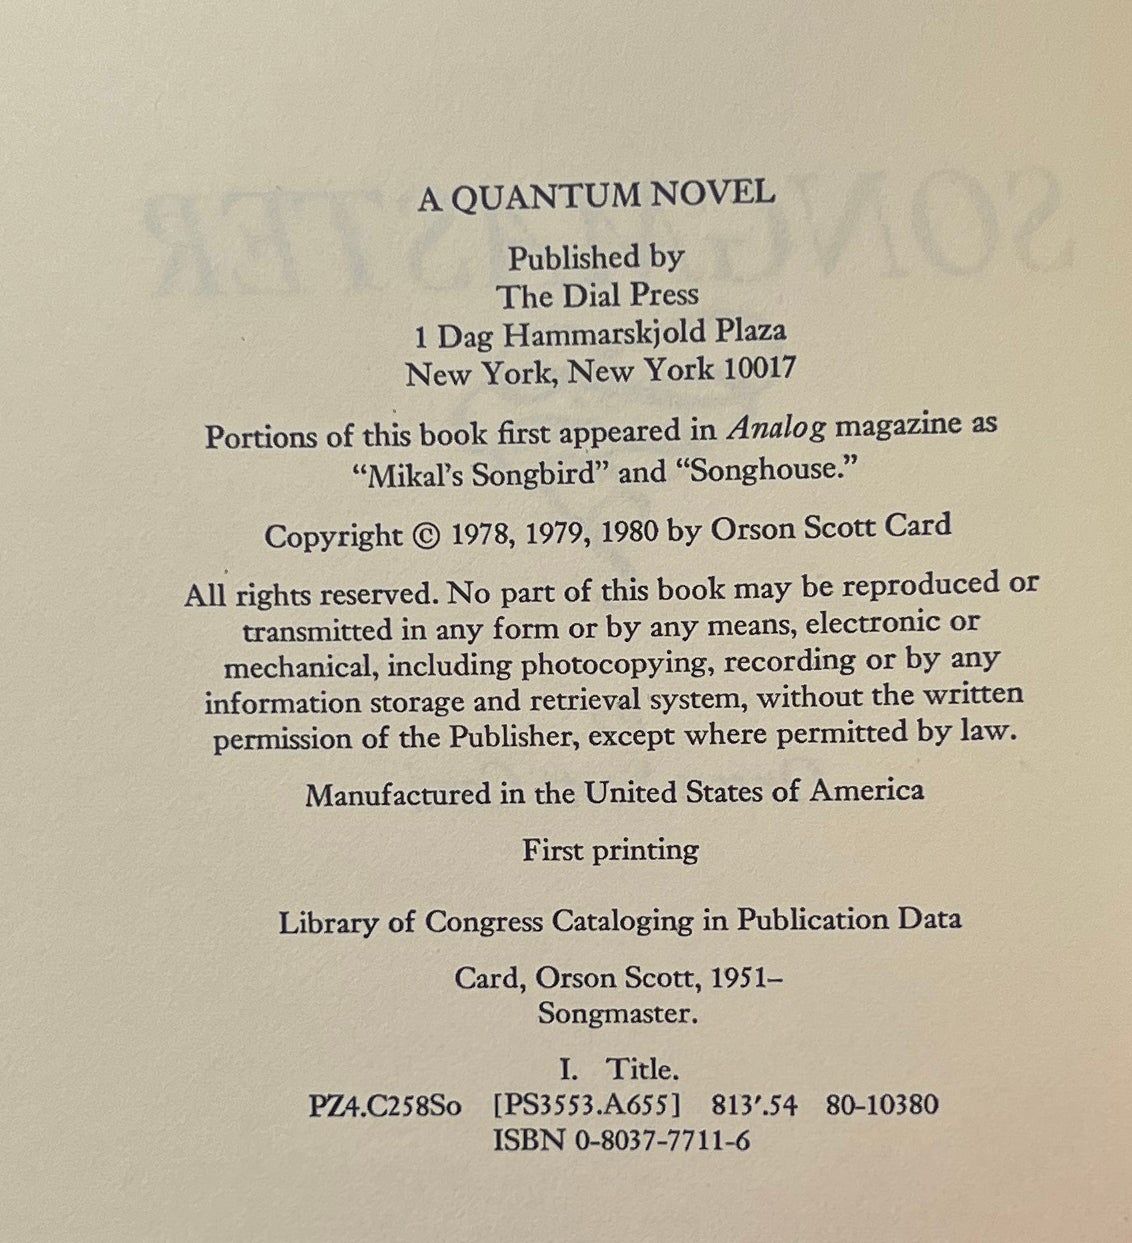 A QUANTUM NOVEL
Published by
The Dial Press
1 Dag Hammarskjold Plaza
New York, New York 10017
Portions of this book first appeared in Analog magazine as
“Mikal’s Songbird” and “Songhouse.”
Copyright © 1978, 1979, 1980 by Orson Scott Card
All rights reserved. No part of this book may be reproduced or
transmitted in any form or by any means, electronic or
mechanical, including photocopying, recording or by any
information storage and retrieval system, without the written
permission of the Publisher, except where permitted by law.
Manufactured in the United States of America
First printing
Library of Congress Cataloging in Publication Data
Card, Orson Scott, 1951–
Songmaster.
I. Title.
PZ4.C258So [PS3553.A655] 813′.54 80-10380
ISBN 0-8037-7711-6
SONGMASTER